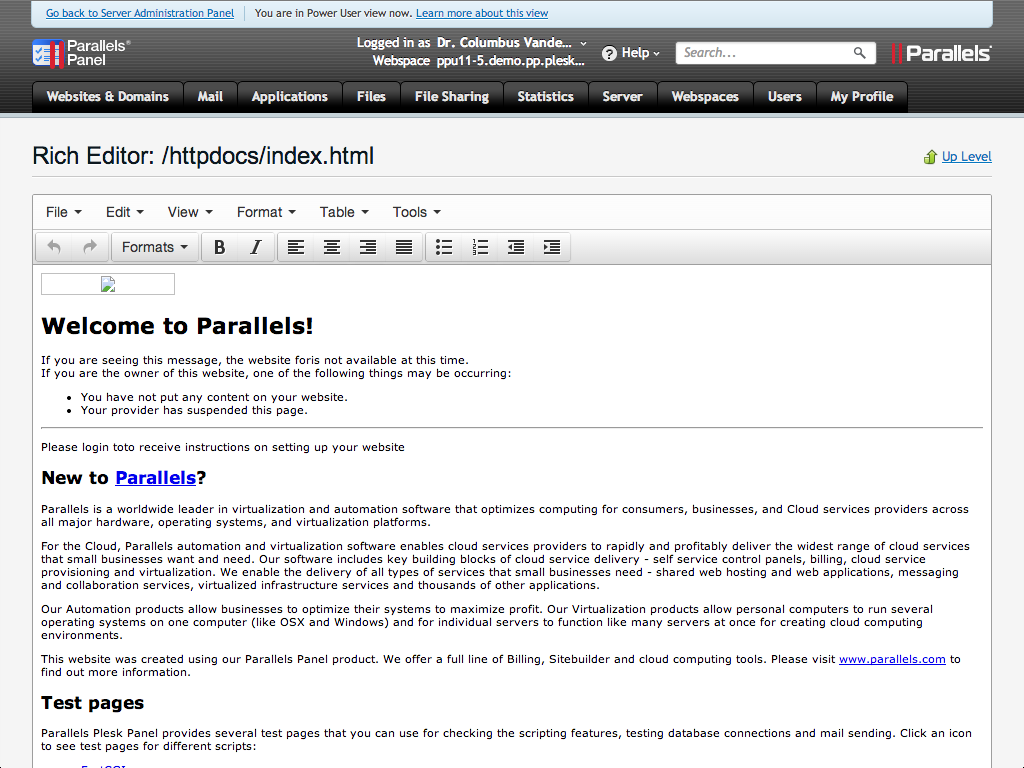 Go back to Server Administration Panel
You are in Power User view now. Learn more about this view
Parallels®
Panel
Logged in as Dr. Columbus Vande...
Webspace ppu11-5.demo.pp.plesk...
Help
Search...
Parallels
Websites & Domains
Mail
Applications
Files
File Sharing
Statistics
Server
Webspaces
Users
My Profile
Rich Editor: /httpdocs/index.html
Up Level
File
Edit
View
Format
Table
Tools
Formats
B
I
Welcome to Parallels!
If you are seeing this message, the website foris not available at this time.
If you are the owner of this website, one of the following things may be occurring:
You have not put any content on your website.
Your provider has suspended this page.
Please login toto receive instructions on setting up your website
New to Parallels?
Parallels is a worldwide leader in virtualization and automation software that optimizes computing for consumers, businesses, and Cloud services providers across
all major hardware, operating systems, and virtualization platforms.
For the Cloud, Parallels automation and virtualization software enables cloud services providers to rapidly and profitably deliver the widest range of cloud services
that small businesses want and need. Our software includes key building blocks of cloud service delivery - self service control panels, billing, cloud service
provisioning and virtualization. We enable the delivery of all types of services that small businesses need - shared web hosting and web applications, messaging
and collaboration services, virtualized infrastructure services and thousands of other applications.
Our Automation products allow businesses to optimize their systems to maximize profit. Our Virtualization products allow personal computers to run several
operating systems on one computer (like OSX and Windows) and for individual servers to function like many servers at once for creating cloud computing
environments.
This website was created using our Parallels Panel product. We offer a full line of Billing, Sitebuilder and cloud computing tools. Please visit www.parallels.com to
find out more information.
Test pages
Parallels Plesk Panel provides several test pages that you can use for checking the scripting features, testing database connections and mail sending. Click an icon
to see test pages for different scripts: